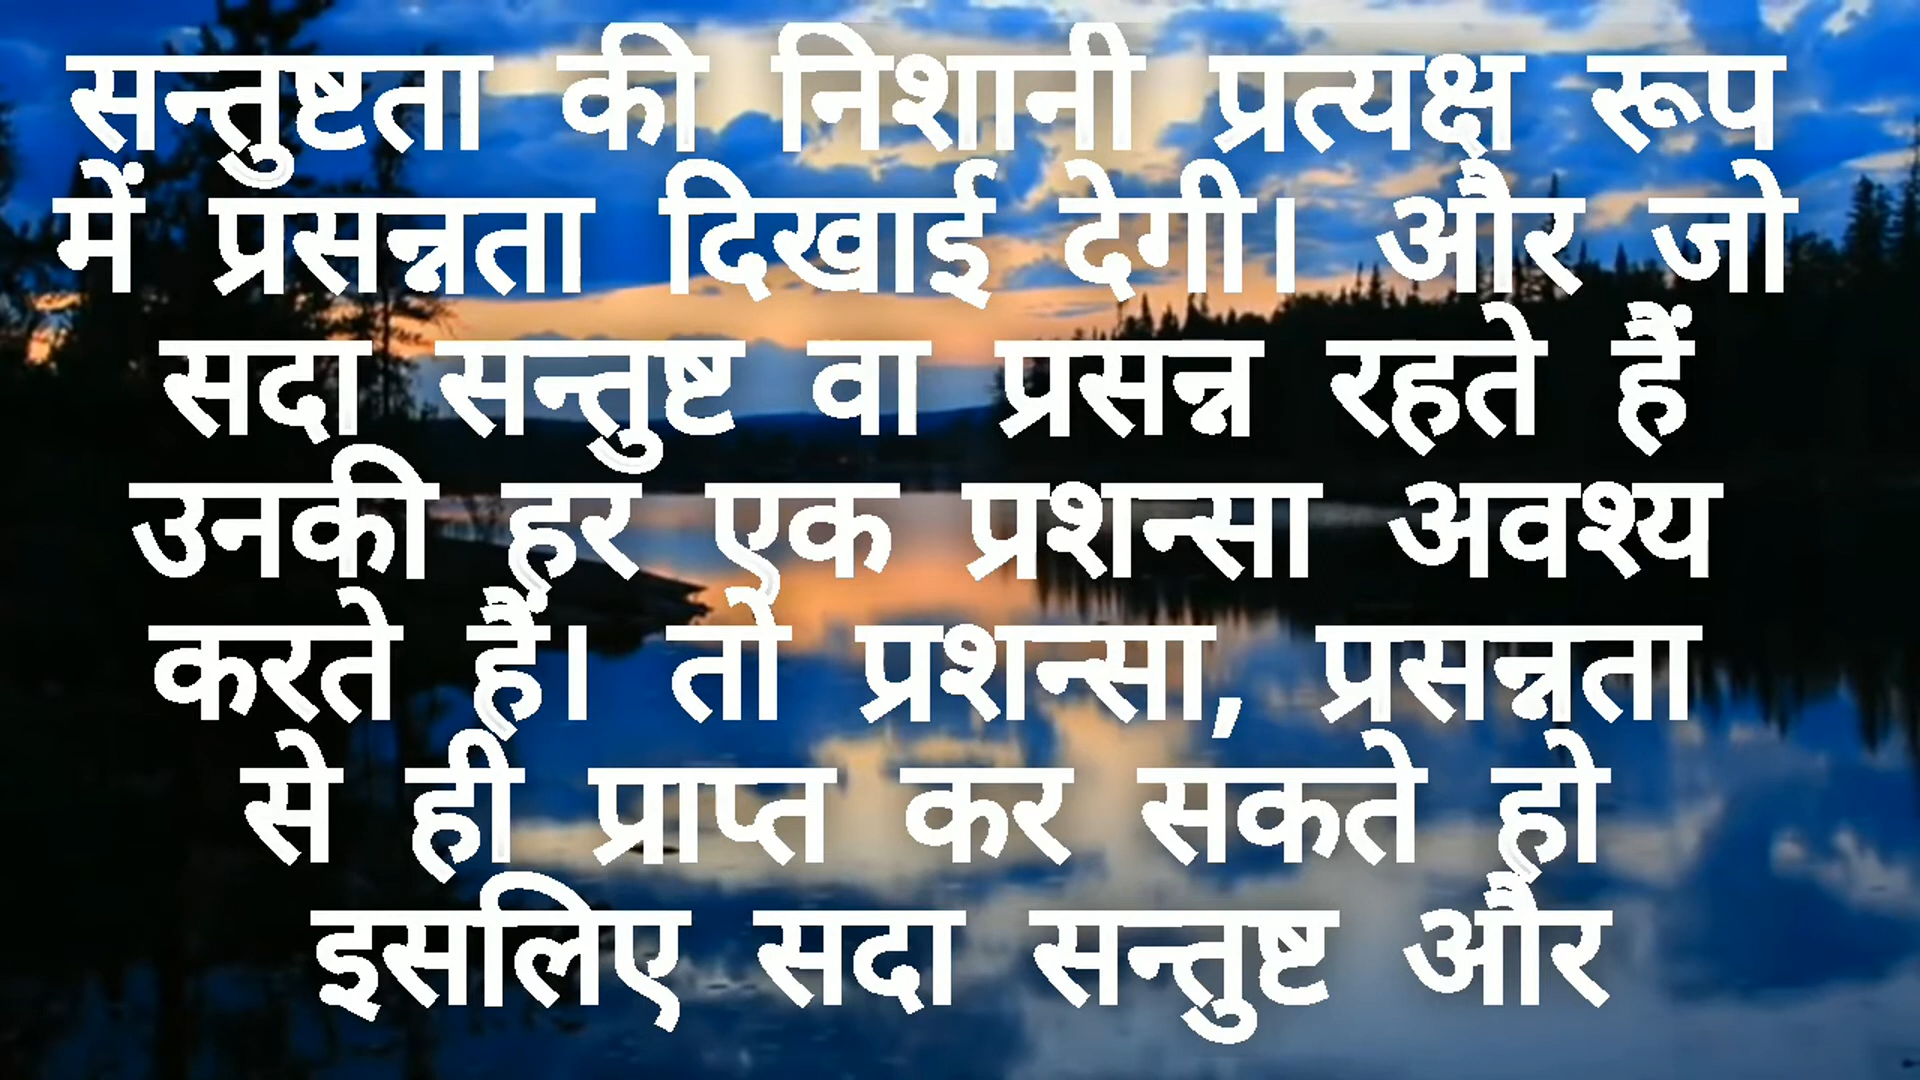 सन्तुष्टता की निशानी प्रत्यक्ष रूप
में प्रसन्नता दिखाई देगी। और जो
सदा सन्तुष्ट वा प्रसन्न रहते हैं
उनकी हर एक प्रशन्सा अवश्य
करते हैं। तो प्रशन्सा, प्रसन्नता
से ही प्राप्त कर सकते हो
इसलिए सदा सन्तुष्ट और